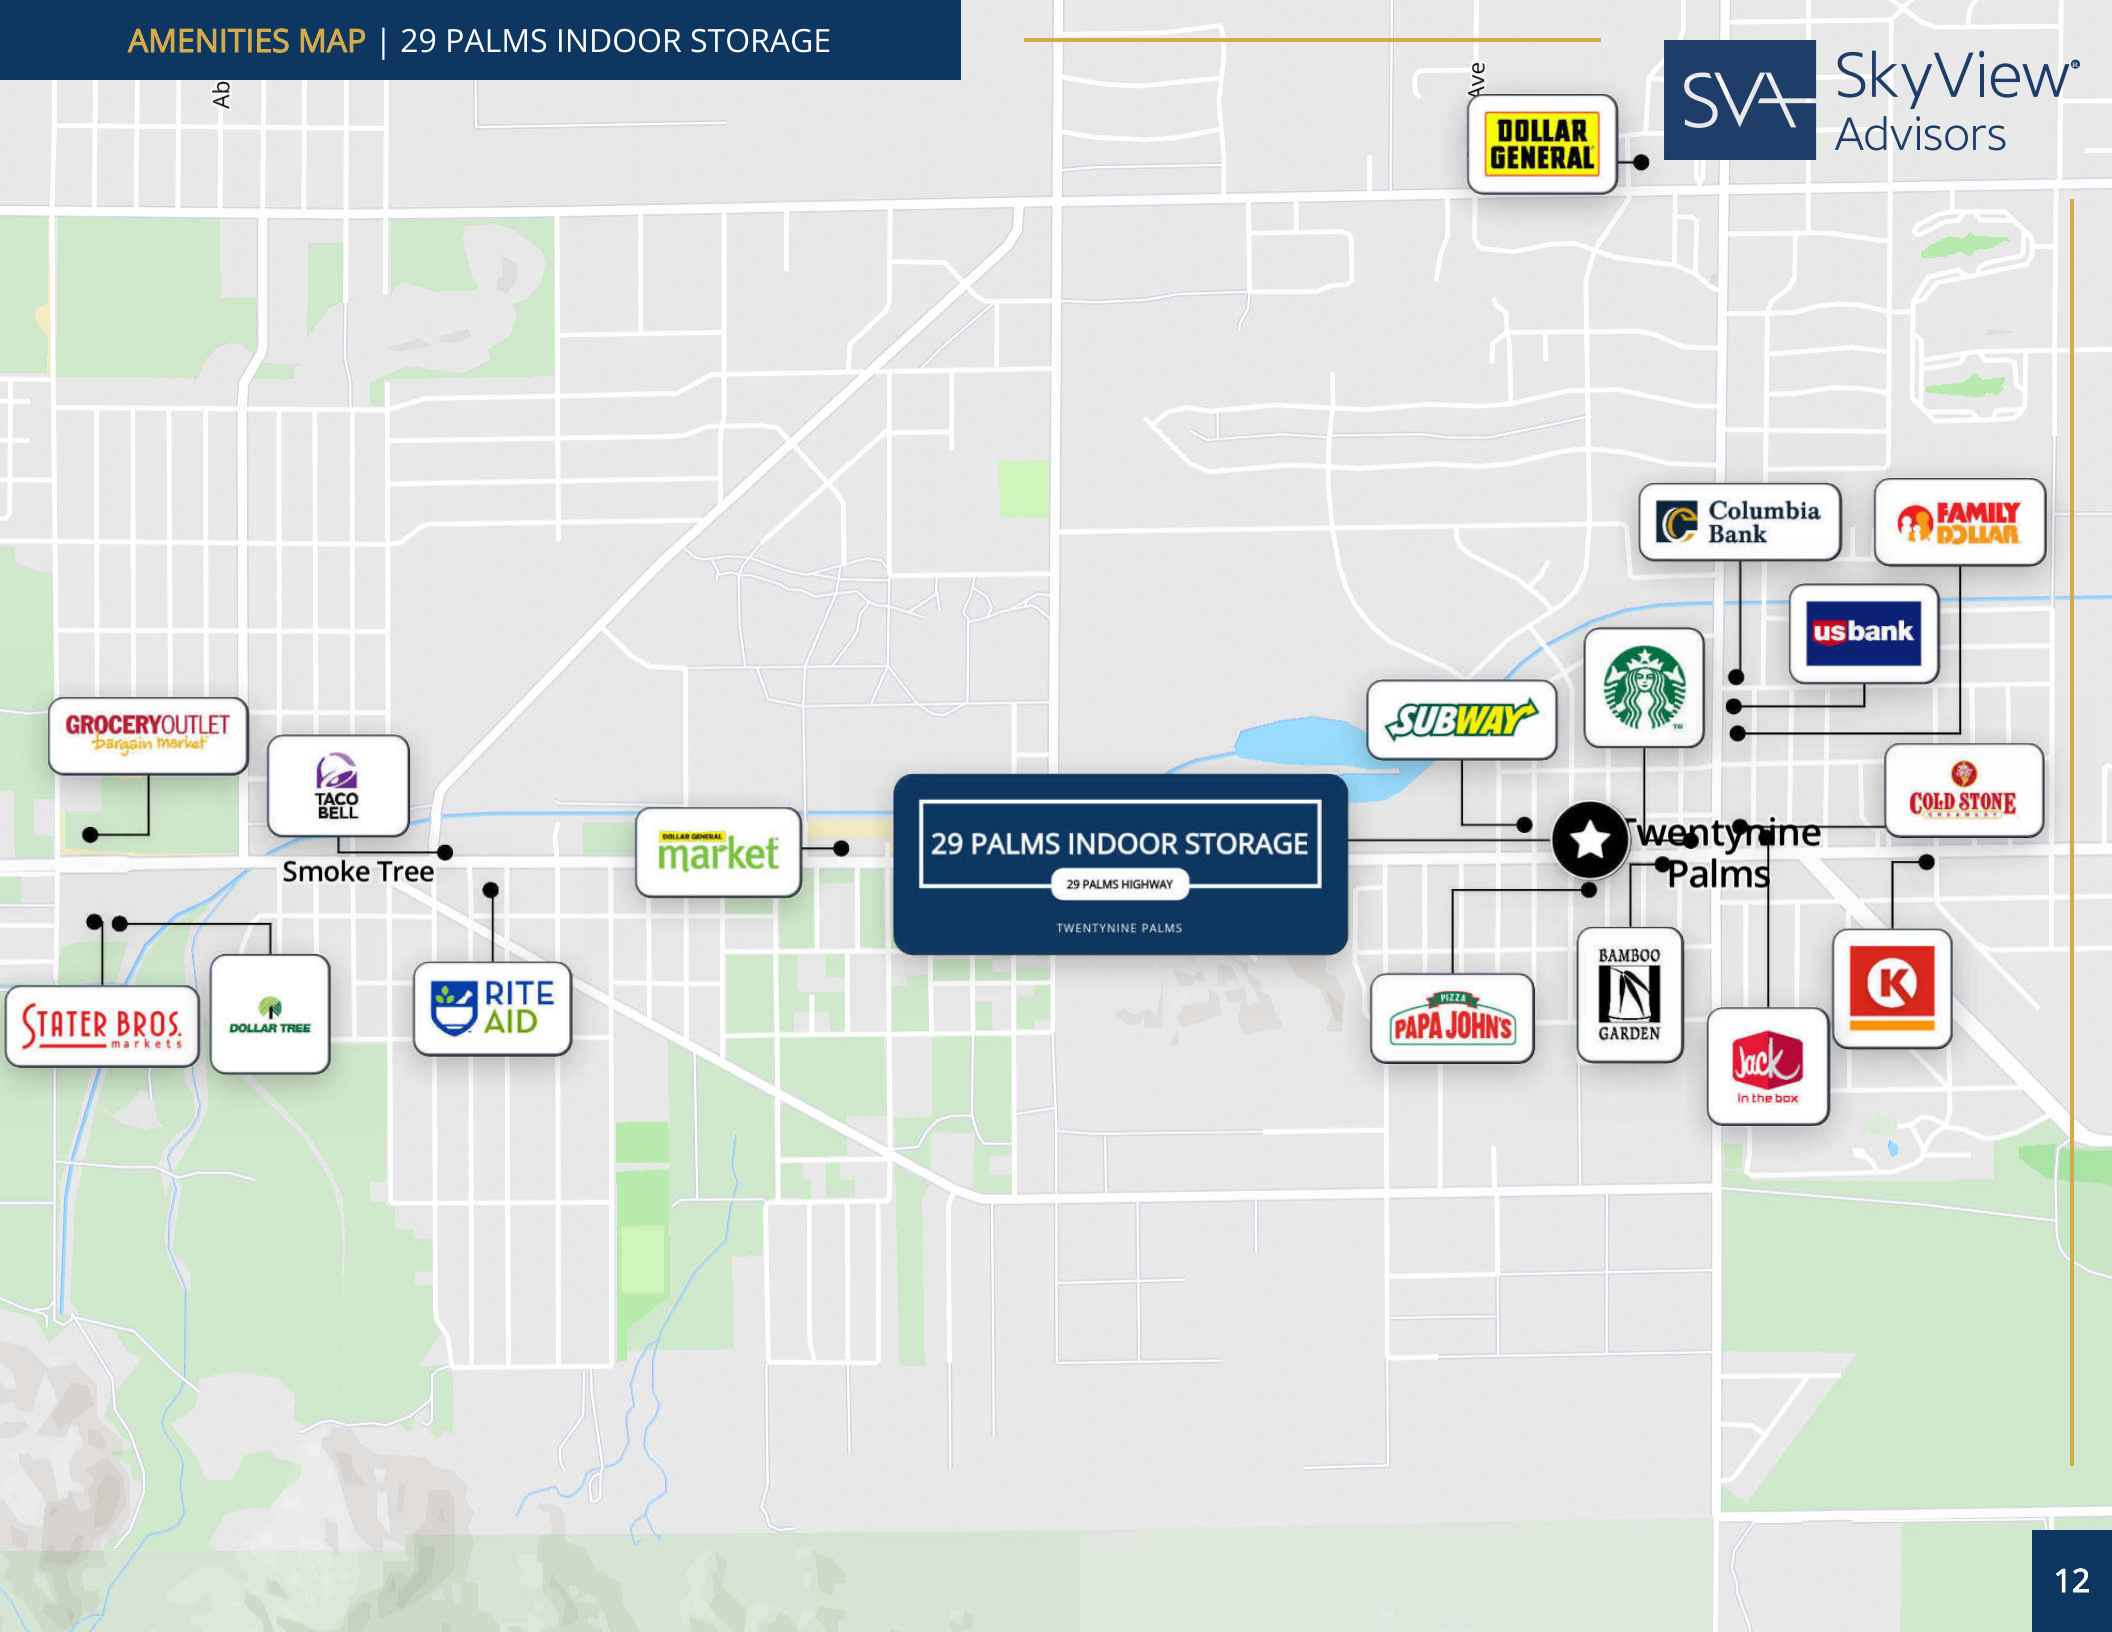 AMENITIES MAP | 29 PALMS INDOOR STORAGE
SVA SkyView®
Advisors
Ab
Ave
DOLLAR
GENERAL
Columbia
Bank
FAMILY
DOLLAR
usbank
SUBWAY
GROCERYOUTLET
bargain market
TACO
BELL
COLD STONE
CREAMERY
DOLLAR GENERAL
market
29 PALMS INDOOR STORAGE
29 PALMS HIGHWAY
TWENTYNINE PALMS
Twentynine
Palms
Smoke Tree
STATER BROS.
markets
DOLLAR TREE
RITE
AID
PIZZA
PAPA JOHN'S
BAMBOO
GARDEN
K
Jack
in the box
12